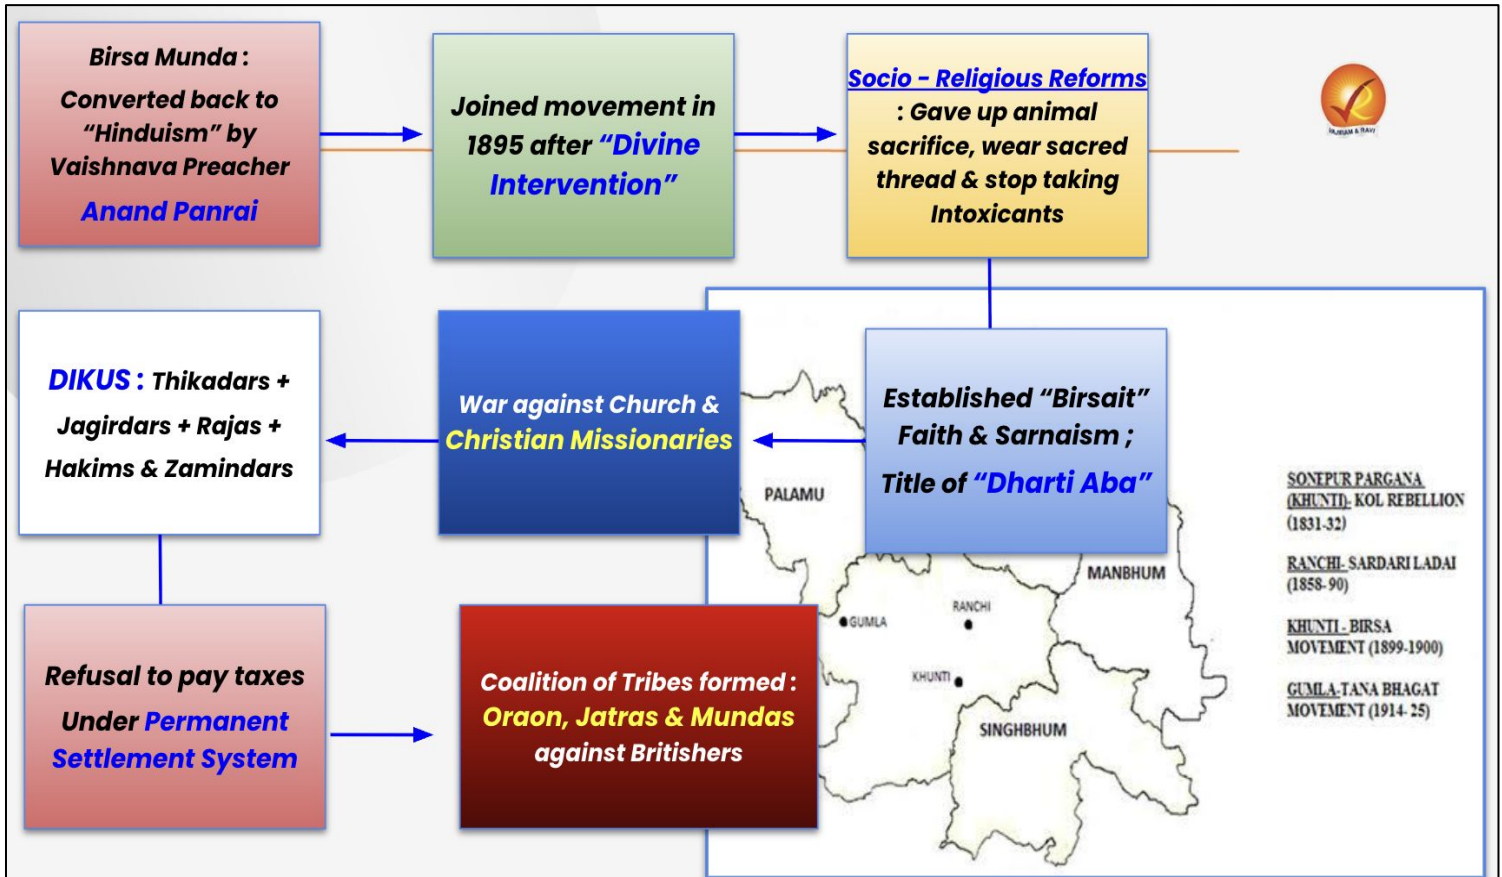 Birsa Munda :
Converted back to
“Hinduism” by
Vaishnava Preacher
Anand Panrai
Joined movement in
1895 after “Divine
Intervention”
Socio - Religious Reforms
: Gave up animal
sacrifice, wear sacred
thread & stop taking
Intoxicants
VAJIRAM & RAVI
Established “Birsait”
Faith & Sarnaism ;
Title of “Dharti Aba”
War against Church &
Christian Missionaries
DIKUS : Thikadars +
Jagirdars + Rajas +
Hakims & Zamindars
Refusal to pay taxes
Under Permanent
Settlement System
Coalition of Tribes formed :
Oraon, Jatras & Mundas
against Britishers
PALAMU
MANBHUM
GUMLA
RANCHI
KHUNTI
SINGHBHUM
SONEPUR PARGANA
(KHUNTI)- KOL REBELLION
(1831-32)
RANCHI- SARDARI LADAI
(1858-90)
KHUNTI - BIRSA
MOVEMENT (1899-1900)
GUMLA-TANA BHAGAT
MOVEMENT (1914- 25)